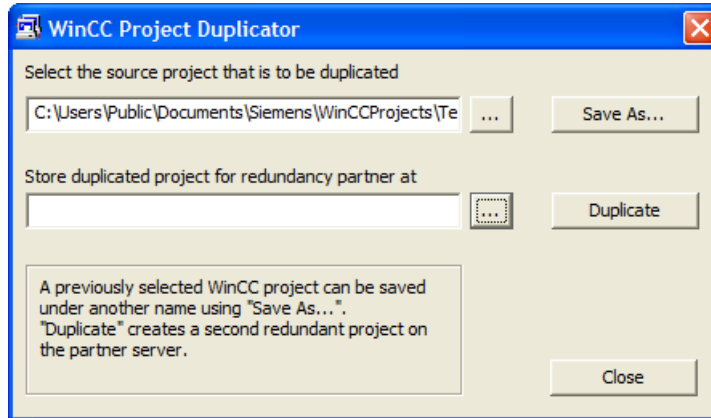 WinCC Project Duplicator
Select the source project that is to be duplicated
C:\Users\Public\Documents\Siemens\WinCCProjects\Te
...
Save As...
Store duplicated project for redundancy partner at
...
Duplicate
A previously selected WinCC project can be saved
under another name using "Save As...".
"Duplicate" creates a second redundant project on
the partner server.
Close